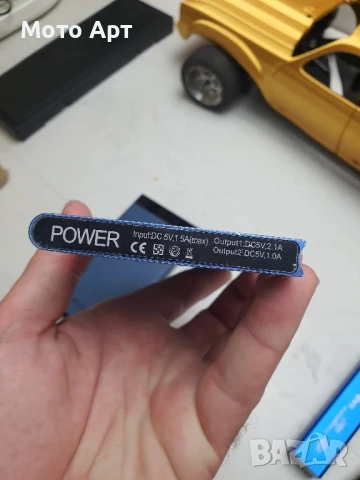 Мото Арт
POWER
Input:DC 5V,1.5A(max) Output1:DC5V,2.1A
CE Output2:DC5V,1.0A
BAZAR